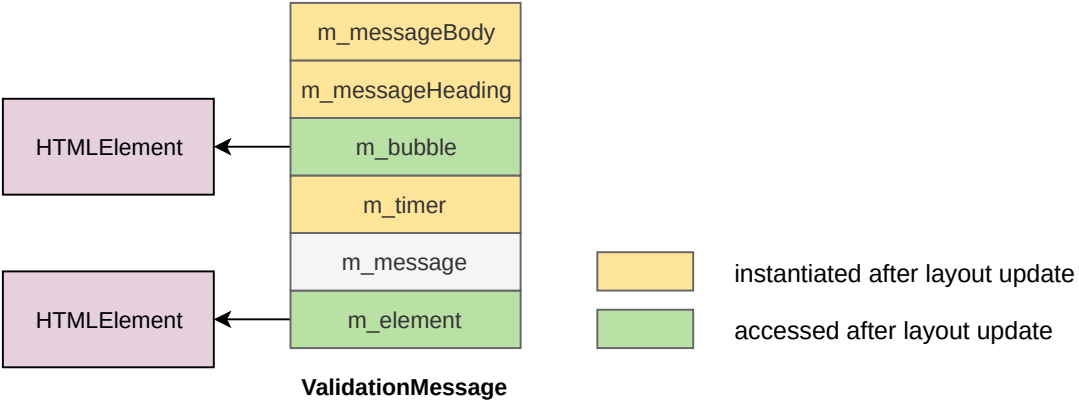 m_messageBody
m_messageHeading
HTMLElement
m_bubble
m_timer
m_message
instantiated after layout update
HTMLElement
m_element
accessed after layout update
ValidationMessage